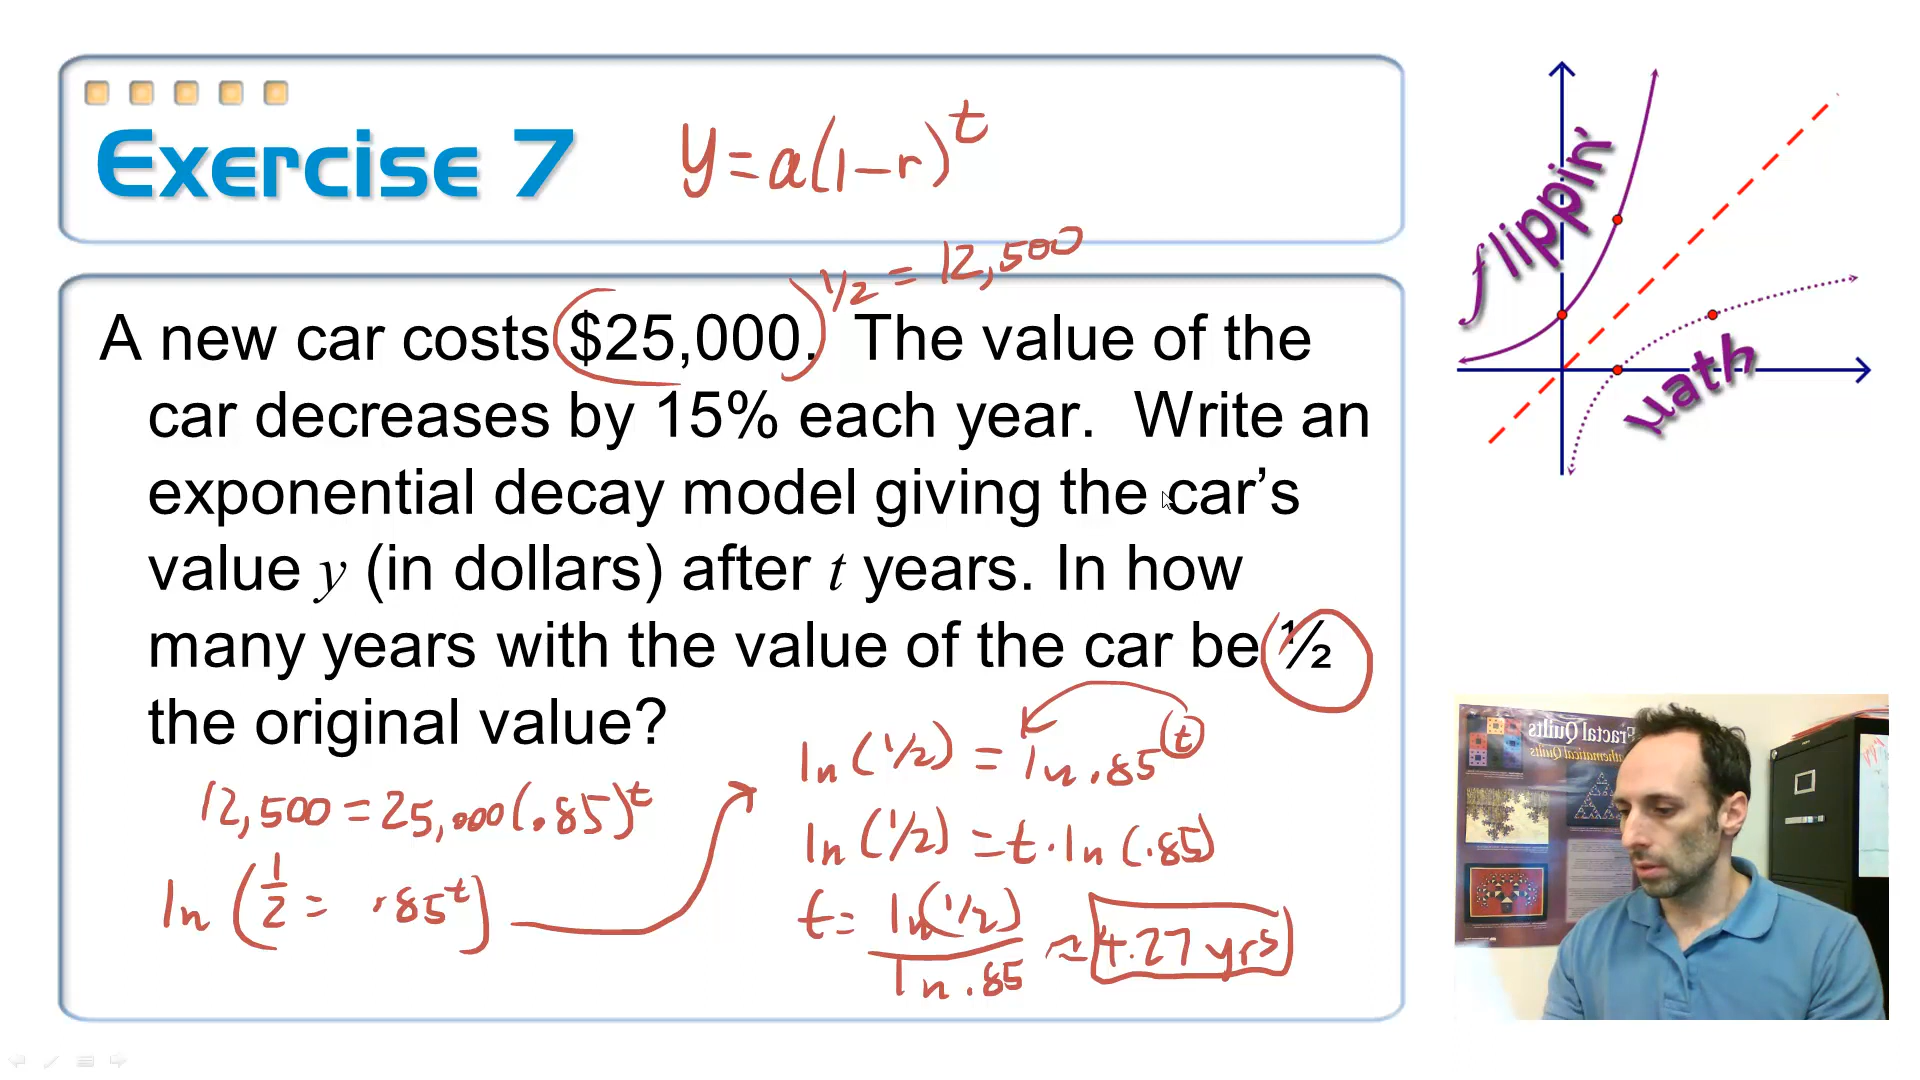 Exercise 7
y = a(1-r)^t
1/2 = 12,500
A new car costs $25,000. The value of the
car decreases by 15% each year. Write an
exponential decay model giving the car’s
value y (in dollars) after t years. In how
many years with the value of the car be ½
the original value?
12,500 = 25,000(.85)^t
ln (1/2 = .85^t)
ln (1/2) = ln .85^t
ln (1/2) = t · ln (.85)
t = ln(1/2) / ln .85 ≈ 4.27 yrs
flippin'
math
Fractal Quilts
Mathematical Quilts